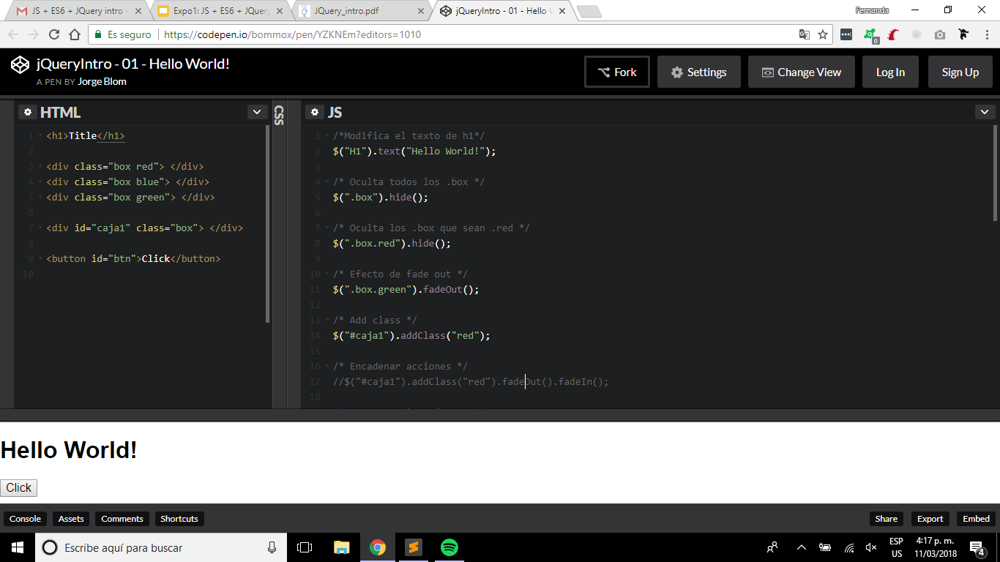 JS + ES6 + JQuery intro -
Expo1: JS + ES6 + JQuery
JQuery_intro.pdf
jQueryIntro - 01 - Hello W
Fernanda
Es seguro
https://codepen.io/bommox/pen/YZKNEm?editors=1010
0
jQueryIntro - 01 - Hello World!
A PEN BY Jorge Blom
Fork
Settings
Change View
Log In
Sign Up
HTML
1 <h1>Title</h1>
2
3 <div class="box red"> </div>
4 <div class="box blue"> </div>
5 <div class="box green"> </div>
6
7 <div id="caja1" class="box"> </div>
8
9 <button id="btn">Click</button>
10
CSS
JS
1 /*Modifica el texto de h1*/
2 $("H1").text("Hello World!");
3
4 /* Oculta todos los .box */
5 $(".box").hide();
6
7 /* Oculta los .box que sean .red */
8 $(".box.red").hide();
9
10 /* Efecto de fade out */
11 $(".box.green").fadeOut();
12
13 /* Add class */
14 $("#caja1").addClass("red");
15
16 /* Encadenar acciones */
17 //$("#caja1").addClass("red").fadeOut().fadeIn();
18
Hello World!
Click
Console
Assets
Comments
Shortcuts
Share
Export
Embed
Escribe aquí para buscar
ESP
US
4:17 p. m.
11/03/2018
4